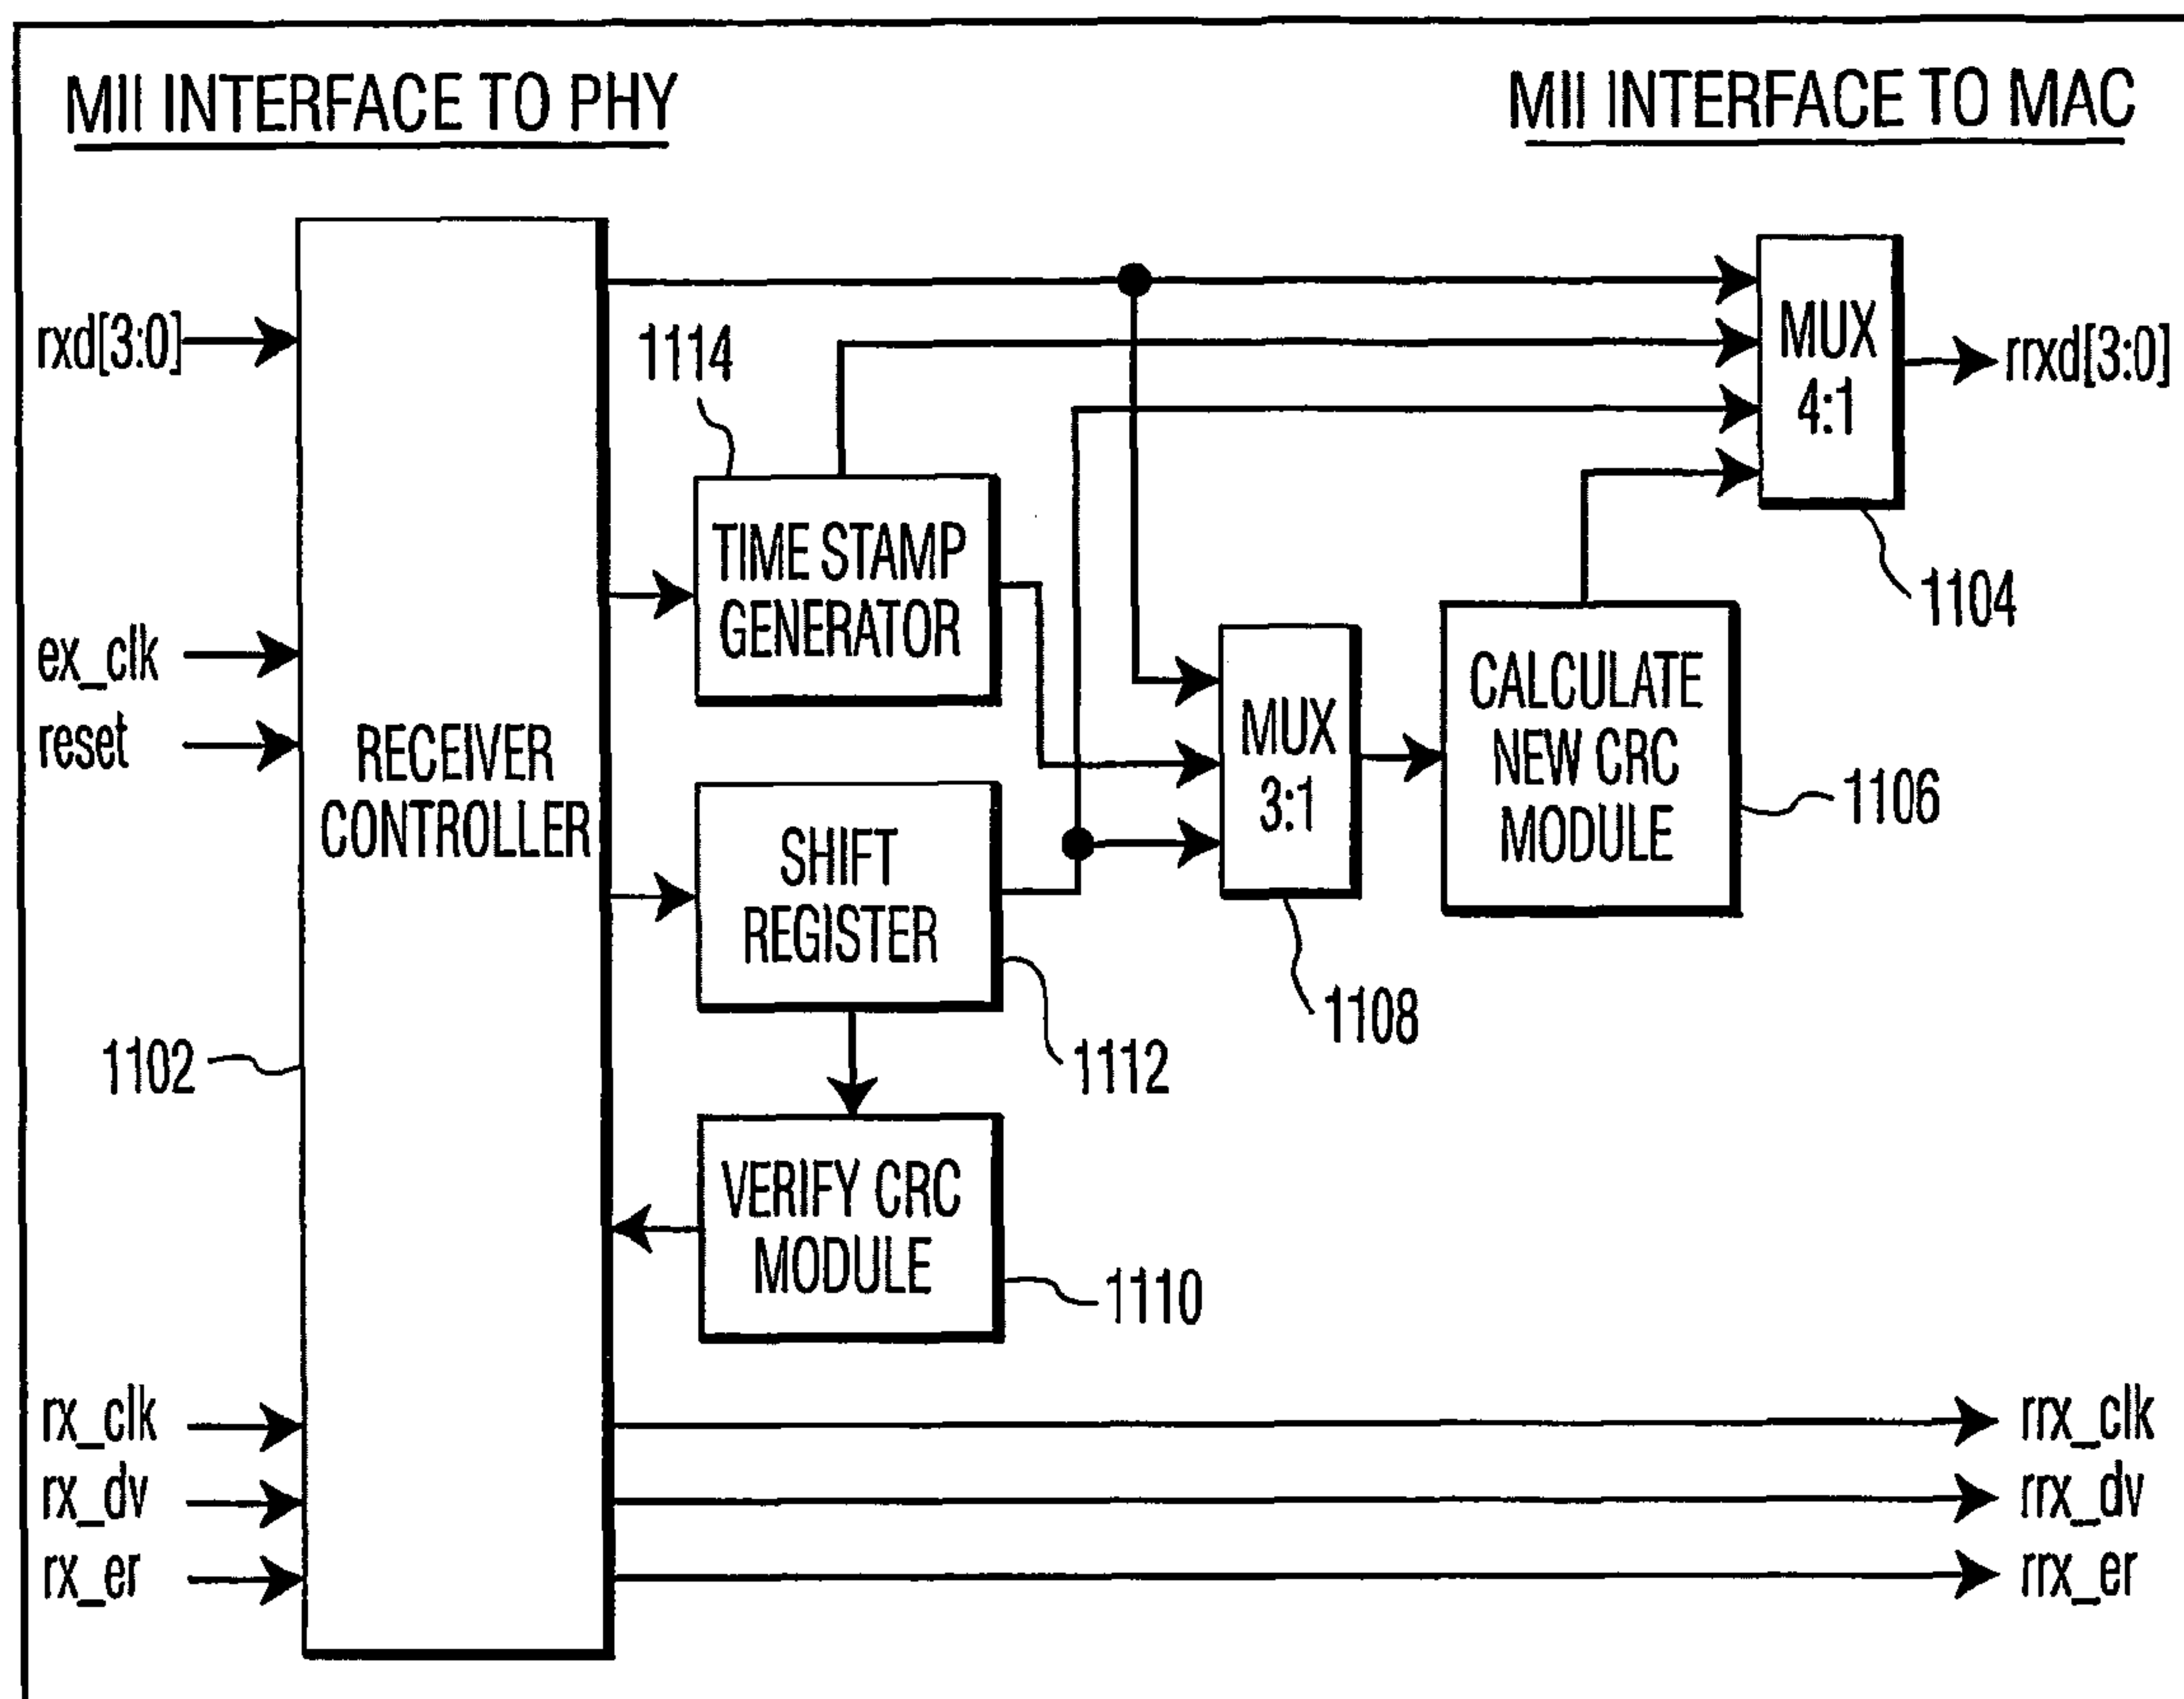 MII INTERFACE TO PHY
MII INTERFACE TO MAC
rxd[3:0]
ex_clk
reset
RECEIVER
CONTROLLER
1102
rx_clk
rx_dv
rx_er
1114
TIME STAMP
GENERATOR
SHIFT
REGISTER
1112
VERIFY CRC
MODULE
1110
MUX
3:1
1108
CALCULATE
NEW CRC
MODULE
1106
MUX
4:1
1104
rrxd[3:0]
rrx_clk
rrx_dv
rrx_er